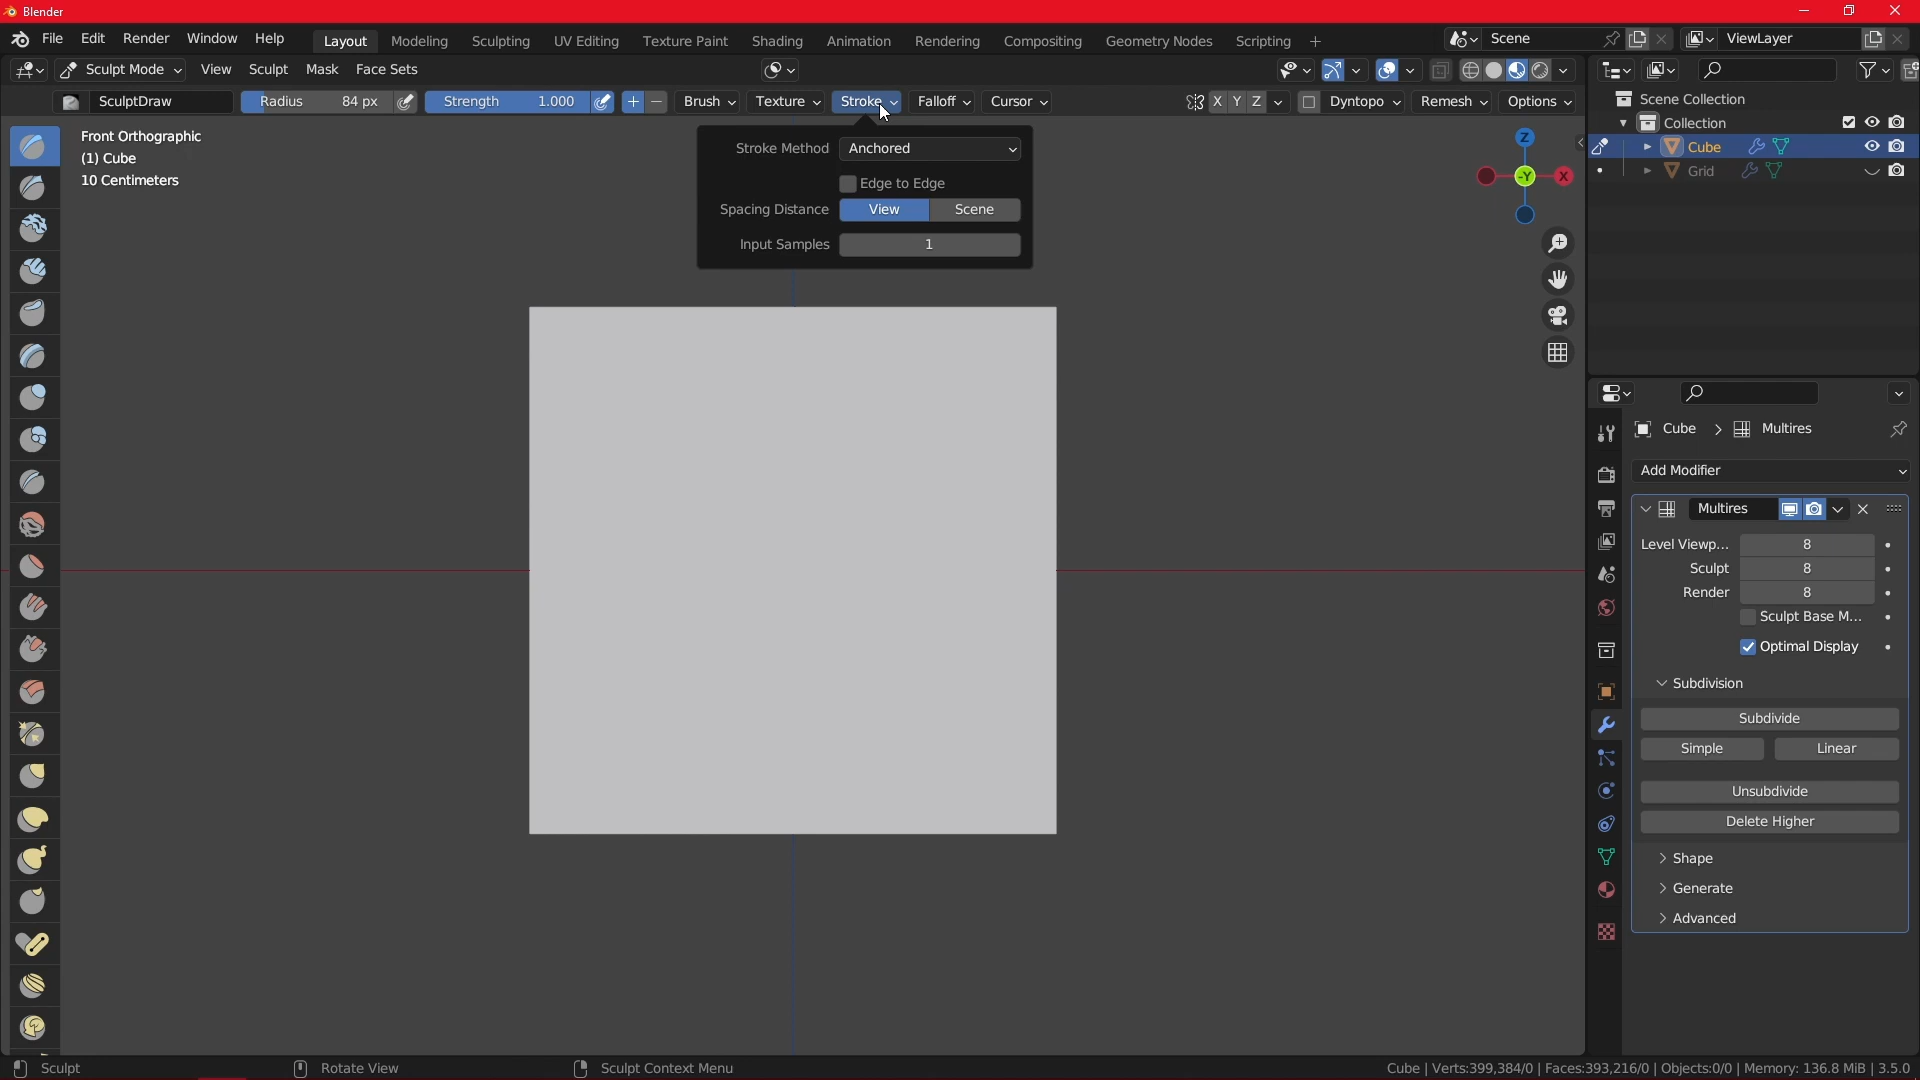 Blender
File Edit Render Window Help Layout Modeling Sculpting UV Editing Texture Paint Shading Animation Rendering Compositing Geometry Nodes Scripting + Scene ViewLayer
Sculpt Mode View Sculpt Mask Face Sets
SculptDraw Radius 84 px Strength 1.000 + − Brush Texture Stroke Falloff Cursor X Y Z Dyntopo Remesh Options
Front Orthographic
(1) Cube
10 Centimeters
Stroke Method Anchored
Edge to Edge
Spacing Distance View Scene
Input Samples 1
Z
-Y X
Scene Collection
Collection
Cube
Grid
Cube > Multires
Add Modifier
Multires
Level Viewp... 8
Sculpt 8
Render 8
Sculpt Base M...
Optimal Display
Subdivision
Subdivide
Simple Linear
Unsubdivide
Delete Higher
Shape
Generate
Advanced
Sculpt Rotate View Sculpt Context Menu Cube | Verts:399,384/0 | Faces:393,216/0 | Objects:0/0 | Memory: 136.8 MiB | 3.5.0